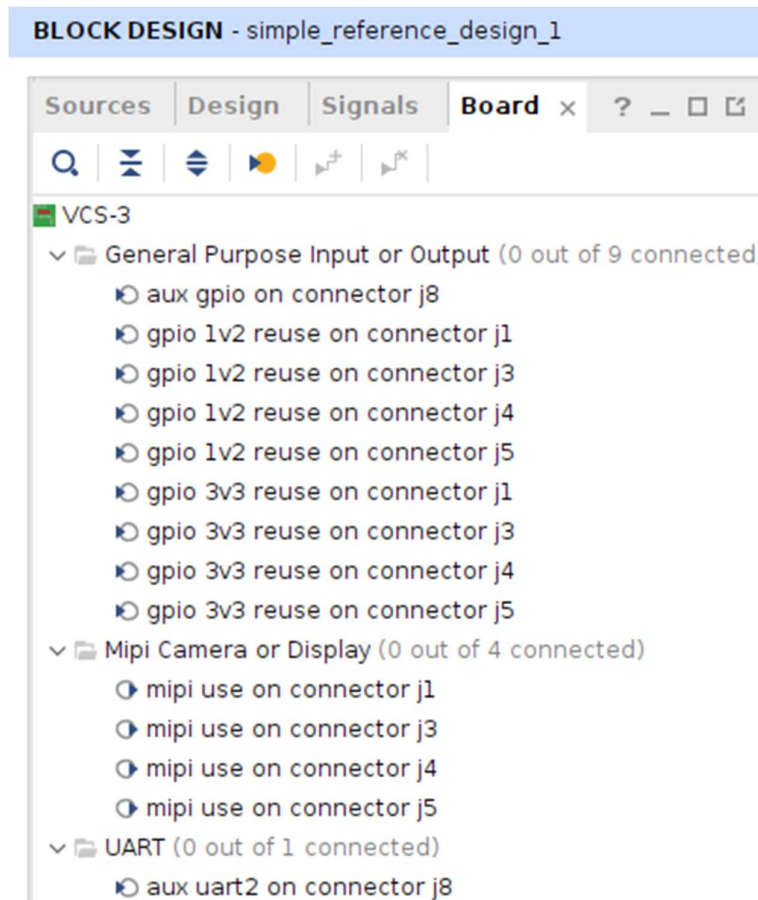 BLOCK DESIGN - simple_reference_design_1
Sources Design Signals Board × ?
VCS-3
General Purpose Input or Output (0 out of 9 connected
aux gpio on connector j8
gpio 1v2 reuse on connector j1
gpio 1v2 reuse on connector j3
gpio 1v2 reuse on connector j4
gpio 1v2 reuse on connector j5
gpio 3v3 reuse on connector j1
gpio 3v3 reuse on connector j3
gpio 3v3 reuse on connector j4
gpio 3v3 reuse on connector j5
Mipi Camera or Display (0 out of 4 connected)
mipi use on connector j1
mipi use on connector j3
mipi use on connector j4
mipi use on connector j5
UART (0 out of 1 connected)
aux uart2 on connector j8